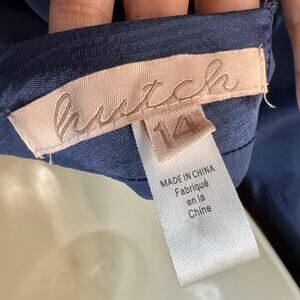 hutch
14
MADE IN CHINA
Fabriqué
en la
Chine